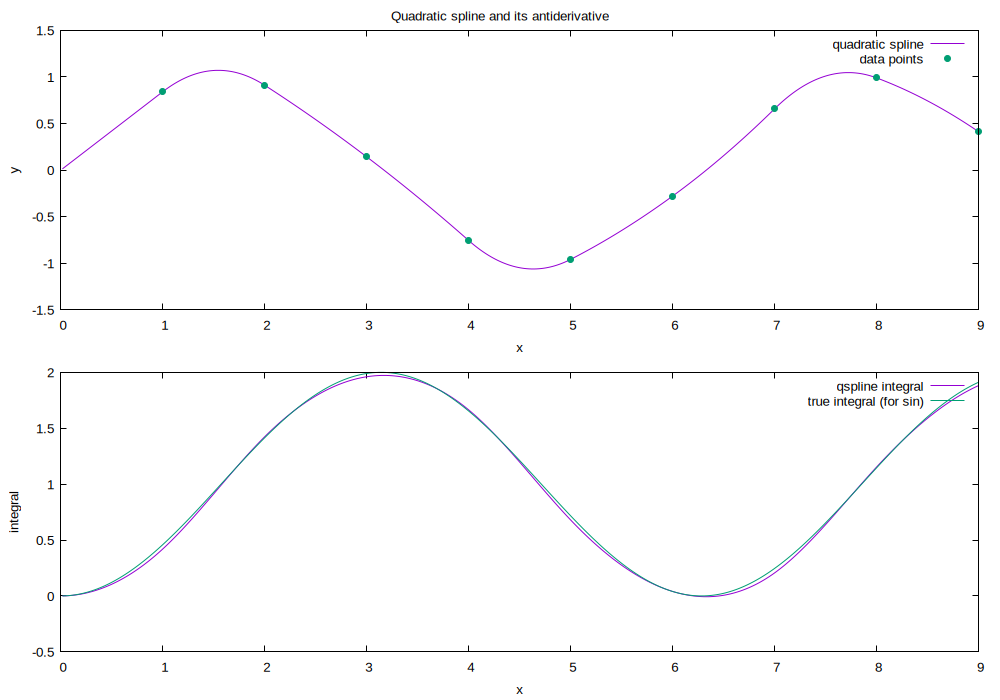 Quadratic spline and its antiderivative
1.5
1
0.5
0
-0.5
-1
-1.5
y
quadratic spline
data points
0 1 2 3 4 5 6 7 8 9
x
2
1.5
1
0.5
0
-0.5
integral
qspline integral
true integral (for sin)
0 1 2 3 4 5 6 7 8 9
x